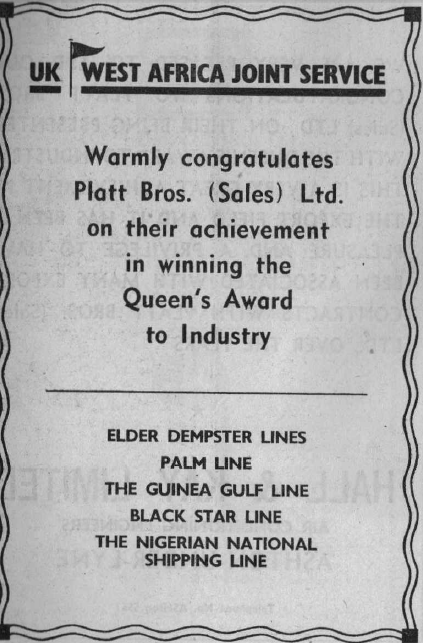 UK WEST AFRICA JOINT SERVICE
Warmly congratulates
Platt Bros. (Sales) Ltd.
on their achievement
in winning the
Queen's Award
to Industry
ELDER DEMPSTER LINES
PALM LINE
THE GUINEA GULF LINE
BLACK STAR LINE
THE NIGERIAN NATIONAL
SHIPPING LINE